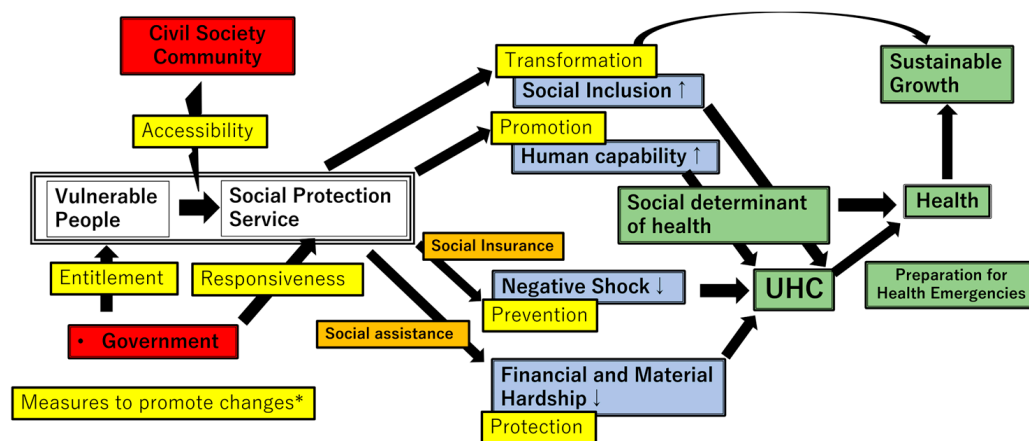 Civil Society
Community
Accessibility
Vulnerable
People
Social Protection
Service
Entitlement
Responsiveness
• Government
Measures to promote changes*
Transformation
Social Inclusion ↑
Promotion
Human capability ↑
Social Insurance
Negative Shock ↓
Prevention
Social assistance
Financial and Material
Hardship ↓
Protection
Social determinant
of health
UHC
Sustainable
Growth
Health
Preparation for
Health Emergencies